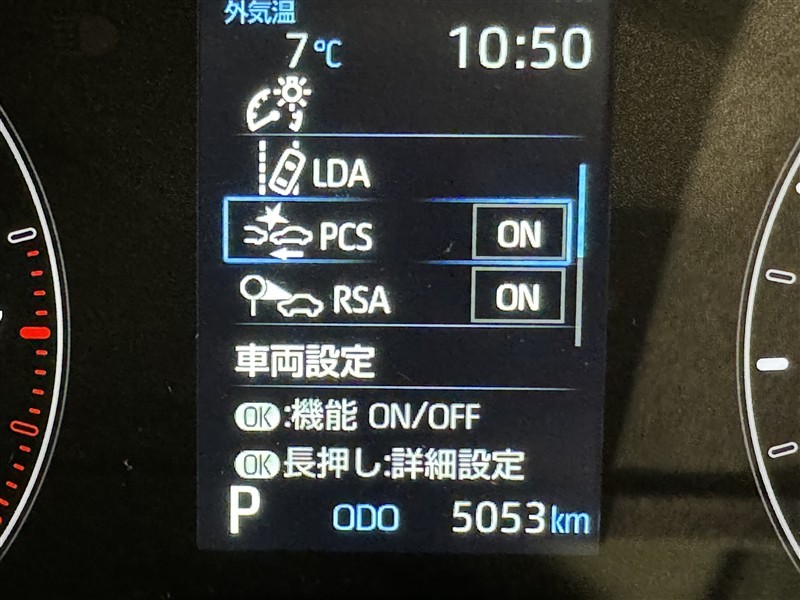 外気温
7℃ 10:50
LDA
PCS ON
RSA ON
車両設定
OK:機能 ON/OFF
OK長押し:詳細設定
P ODO 5053km